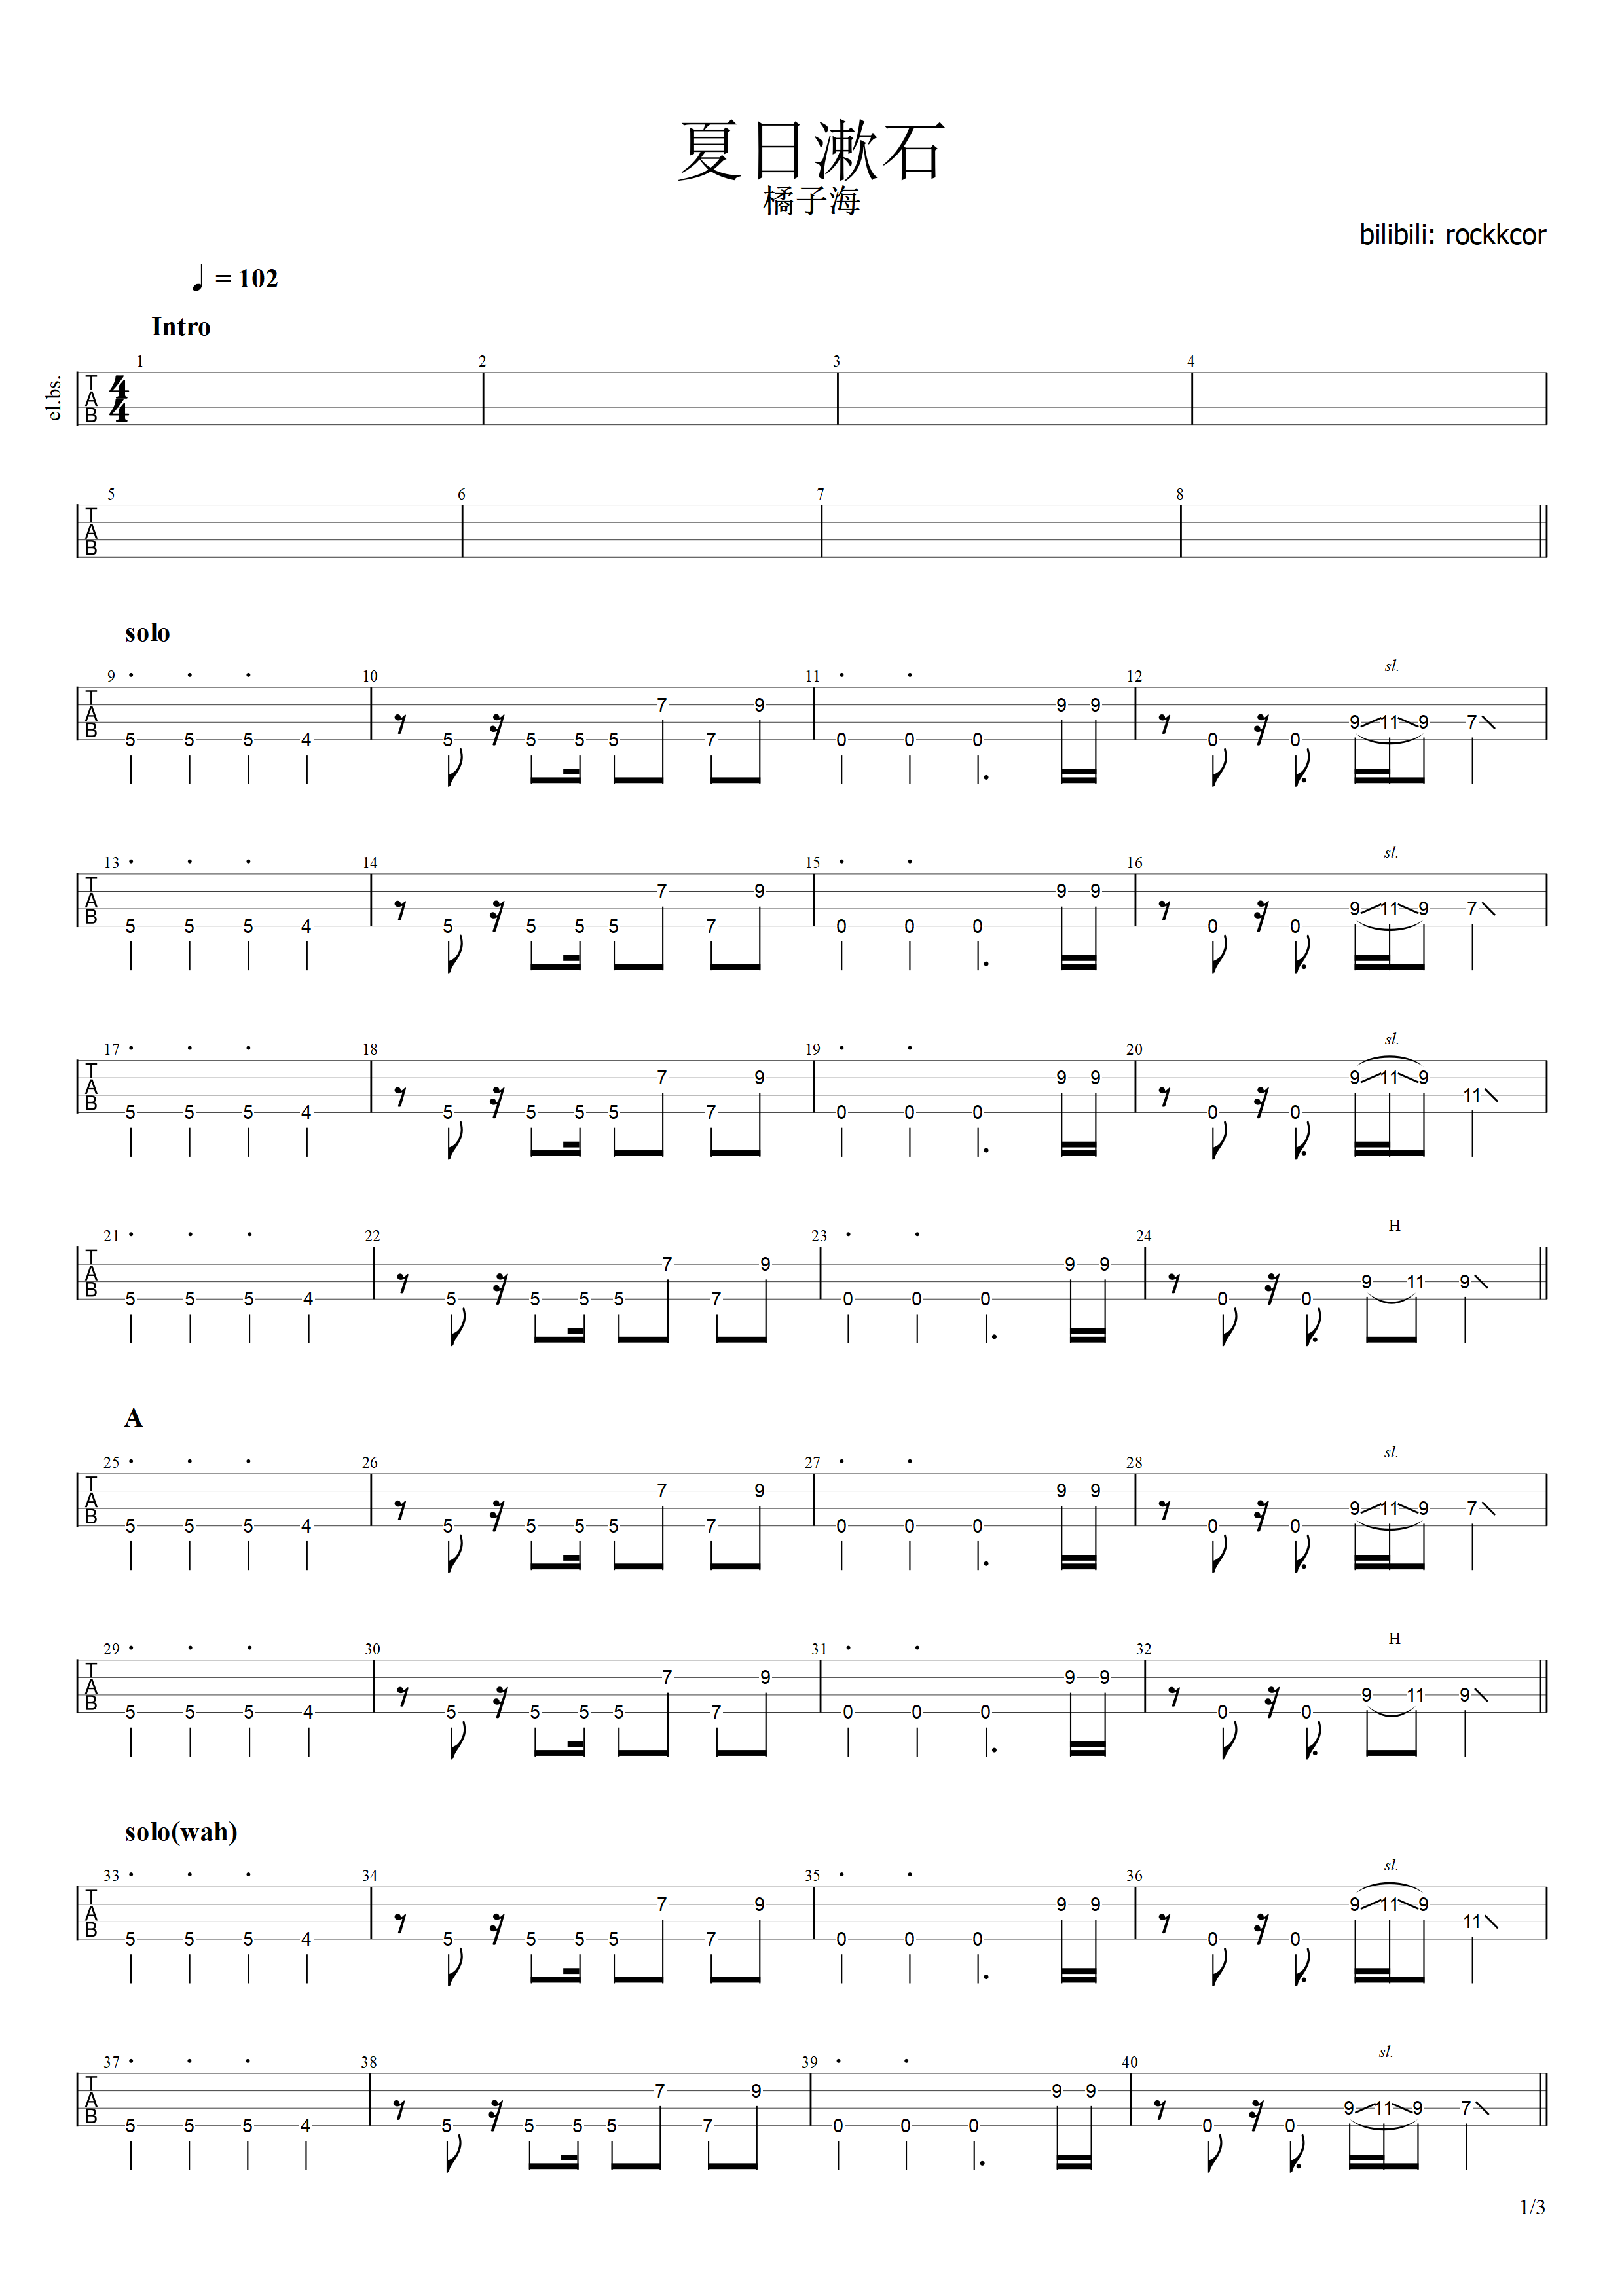 夏日漱石
橘子海
bilibili: rockkcor
= 102
Intro
el.bs.
1 2 3 4
T A B 4 4
5 6 7 8
T A B
solo
9 10 11 12
sl.
T A B
5 5 5 4 5 5 5 5 7 7 9 0 0 0 9 9 0 0 9 11 9 7
13 14 15 16
sl.
T A B
5 5 5 4 5 5 5 5 7 7 9 0 0 0 9 9 0 0 9 11 9 7
17 18 19 20
sl.
T A B
5 5 5 4 5 5 5 5 7 7 9 0 0 0 9 9 0 0 9 11 9 11
21 22 23 24
H
T A B
5 5 5 4 5 5 5 5 7 7 9 0 0 0 9 9 0 0 9 11 9
A
25 26 27 28
sl.
T A B
5 5 5 4 5 5 5 5 7 7 9 0 0 0 9 9 0 0 9 11 9 7
29 30 31 32
H
T A B
5 5 5 4 5 5 5 5 7 7 9 0 0 0 9 9 0 0 9 11 9
solo(wah)
33 34 35 36
sl.
T A B
5 5 5 4 5 5 5 5 7 7 9 0 0 0 9 9 0 0 9 11 9 11
37 38 39 40
sl.
T A B
5 5 5 4 5 5 5 5 7 7 9 0 0 0 9 9 0 0 9 11 9 7
1/3